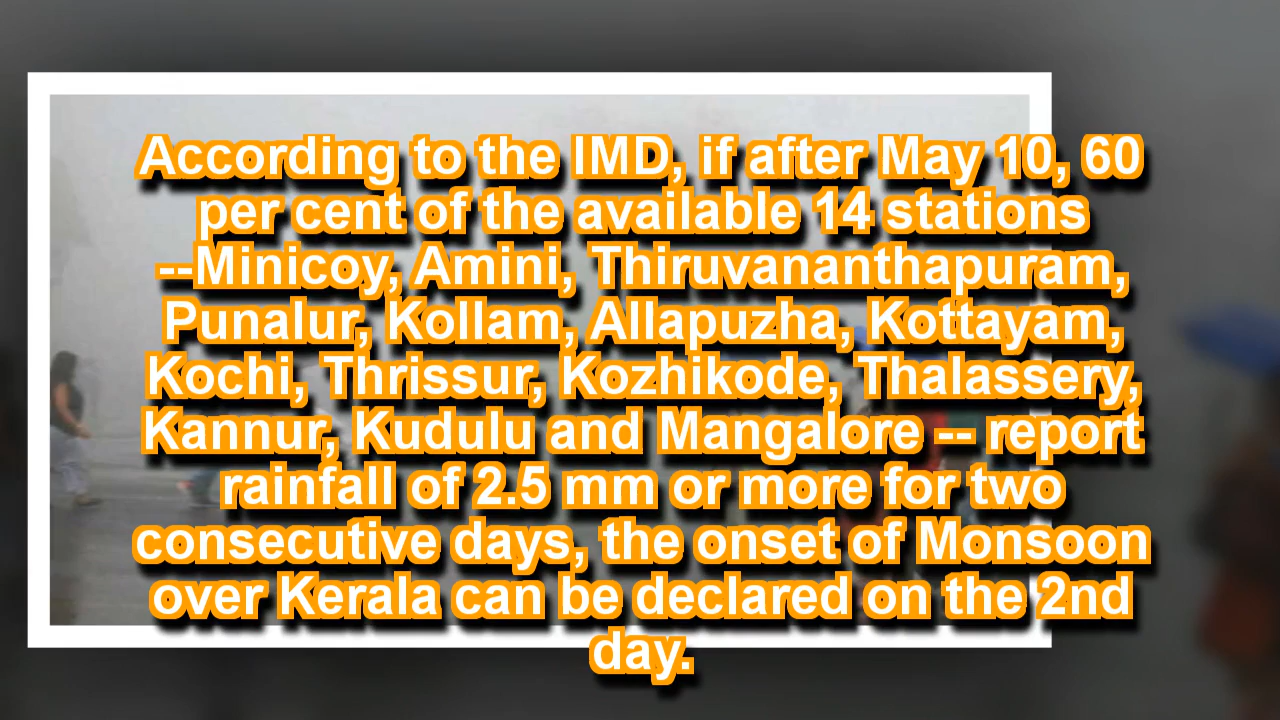 According to the IMD, if after May 10, 60
per cent of the available 14 stations
--Minicoy, Amini, Thiruvananthapuram,
Punalur, Kollam, Allapuzha, Kottayam,
Kochi, Thrissur, Kozhikode, Thalassery,
Kannur, Kudulu and Mangalore -- report
rainfall of 2.5 mm or more for two
consecutive days, the onset of Monsoon
over Kerala can be declared on the 2nd
day.